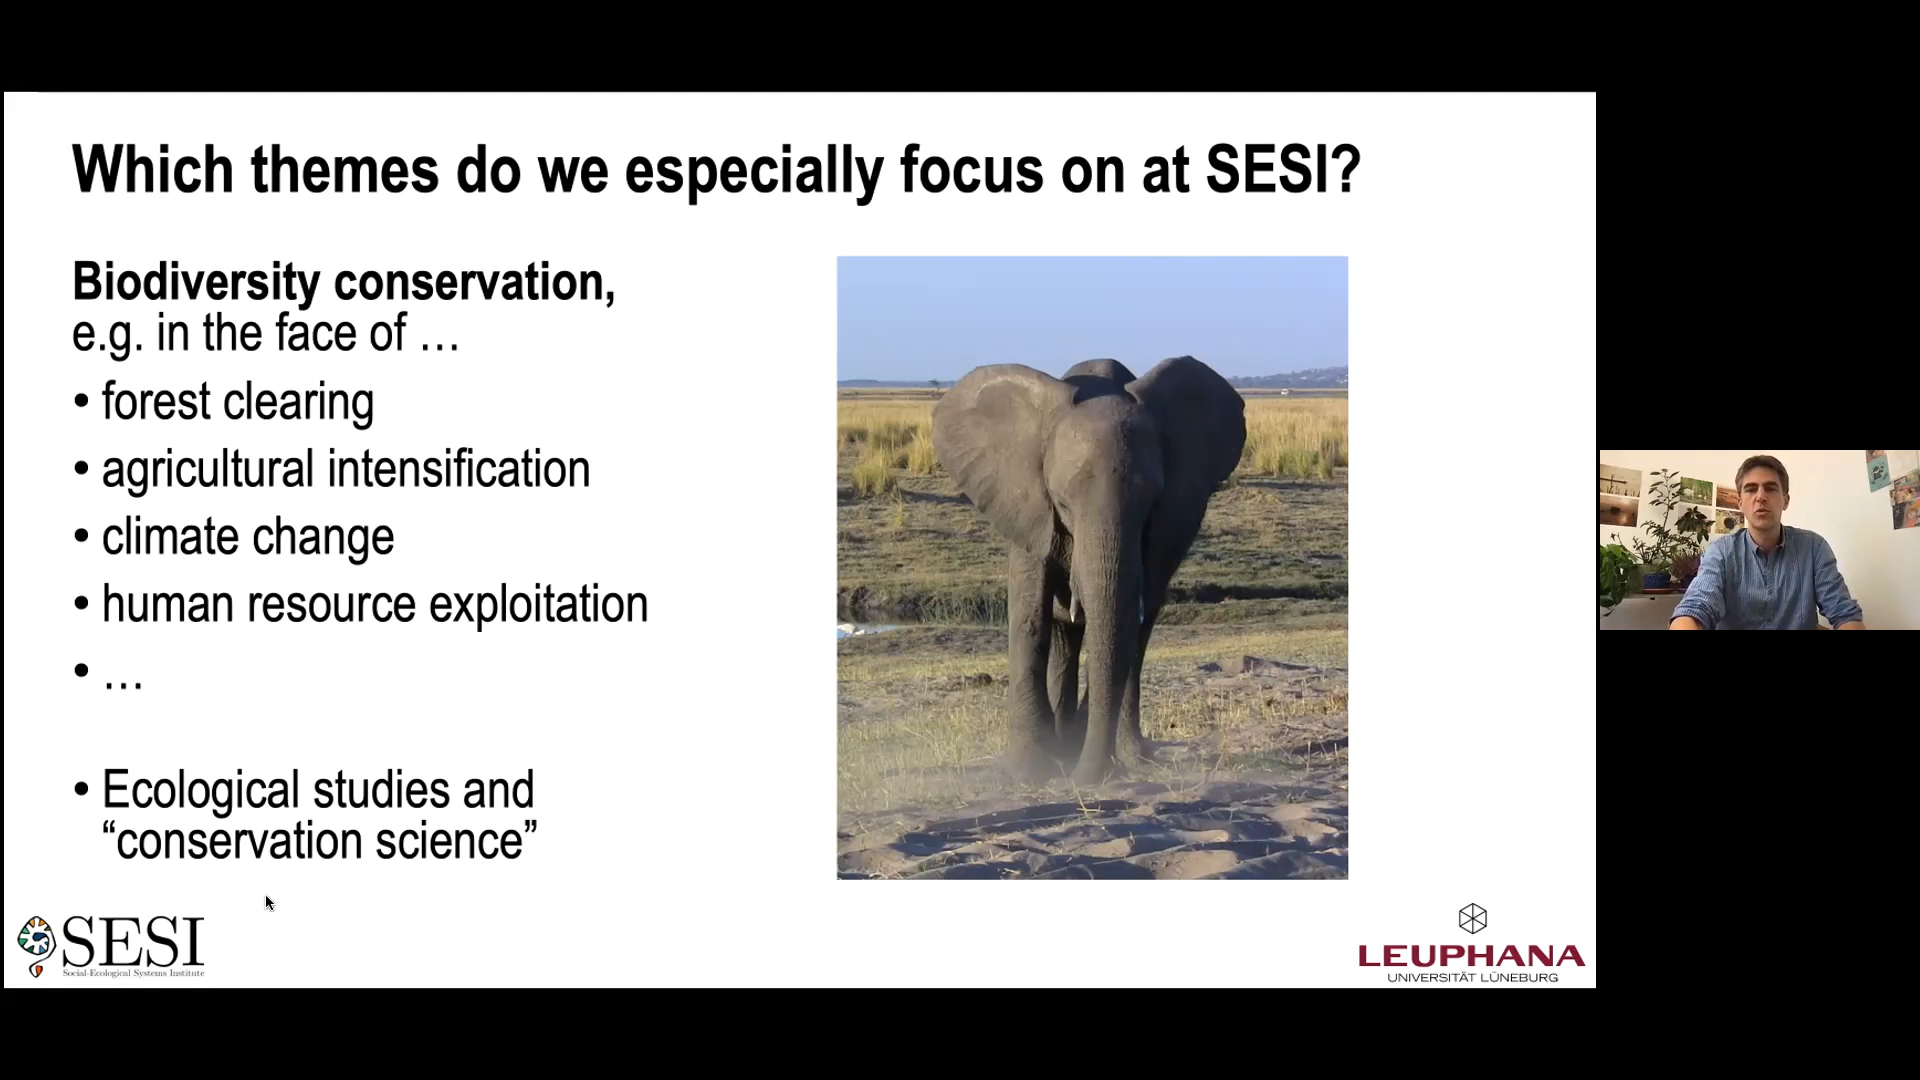 Which themes do we especially focus on at SESI?
Biodiversity conservation,
e.g. in the face of …
• forest clearing
• agricultural intensification
• climate change
• human resource exploitation
• …
• Ecological studies and
“conservation science”
SESI
Social-Ecological Systems Institute
LEUPHANA
UNIVERSITÄT LÜNEBURG